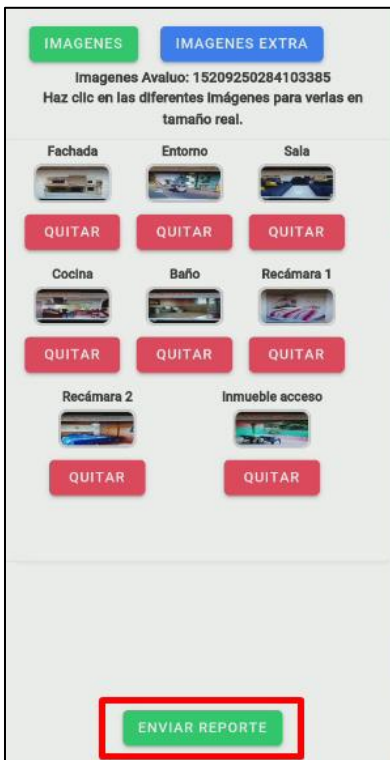 IMAGENES IMAGENES EXTRA
Imagenes Avaluo: 15209250284103385
Haz clic en las diferentes imágenes para verlas en
tamaño real.
Fachada Entorno Sala
QUITAR QUITAR QUITAR
Cocina Baño Recámara 1
QUITAR QUITAR QUITAR
Recámara 2 Inmueble acceso
QUITAR QUITAR
ENVIAR REPORTE